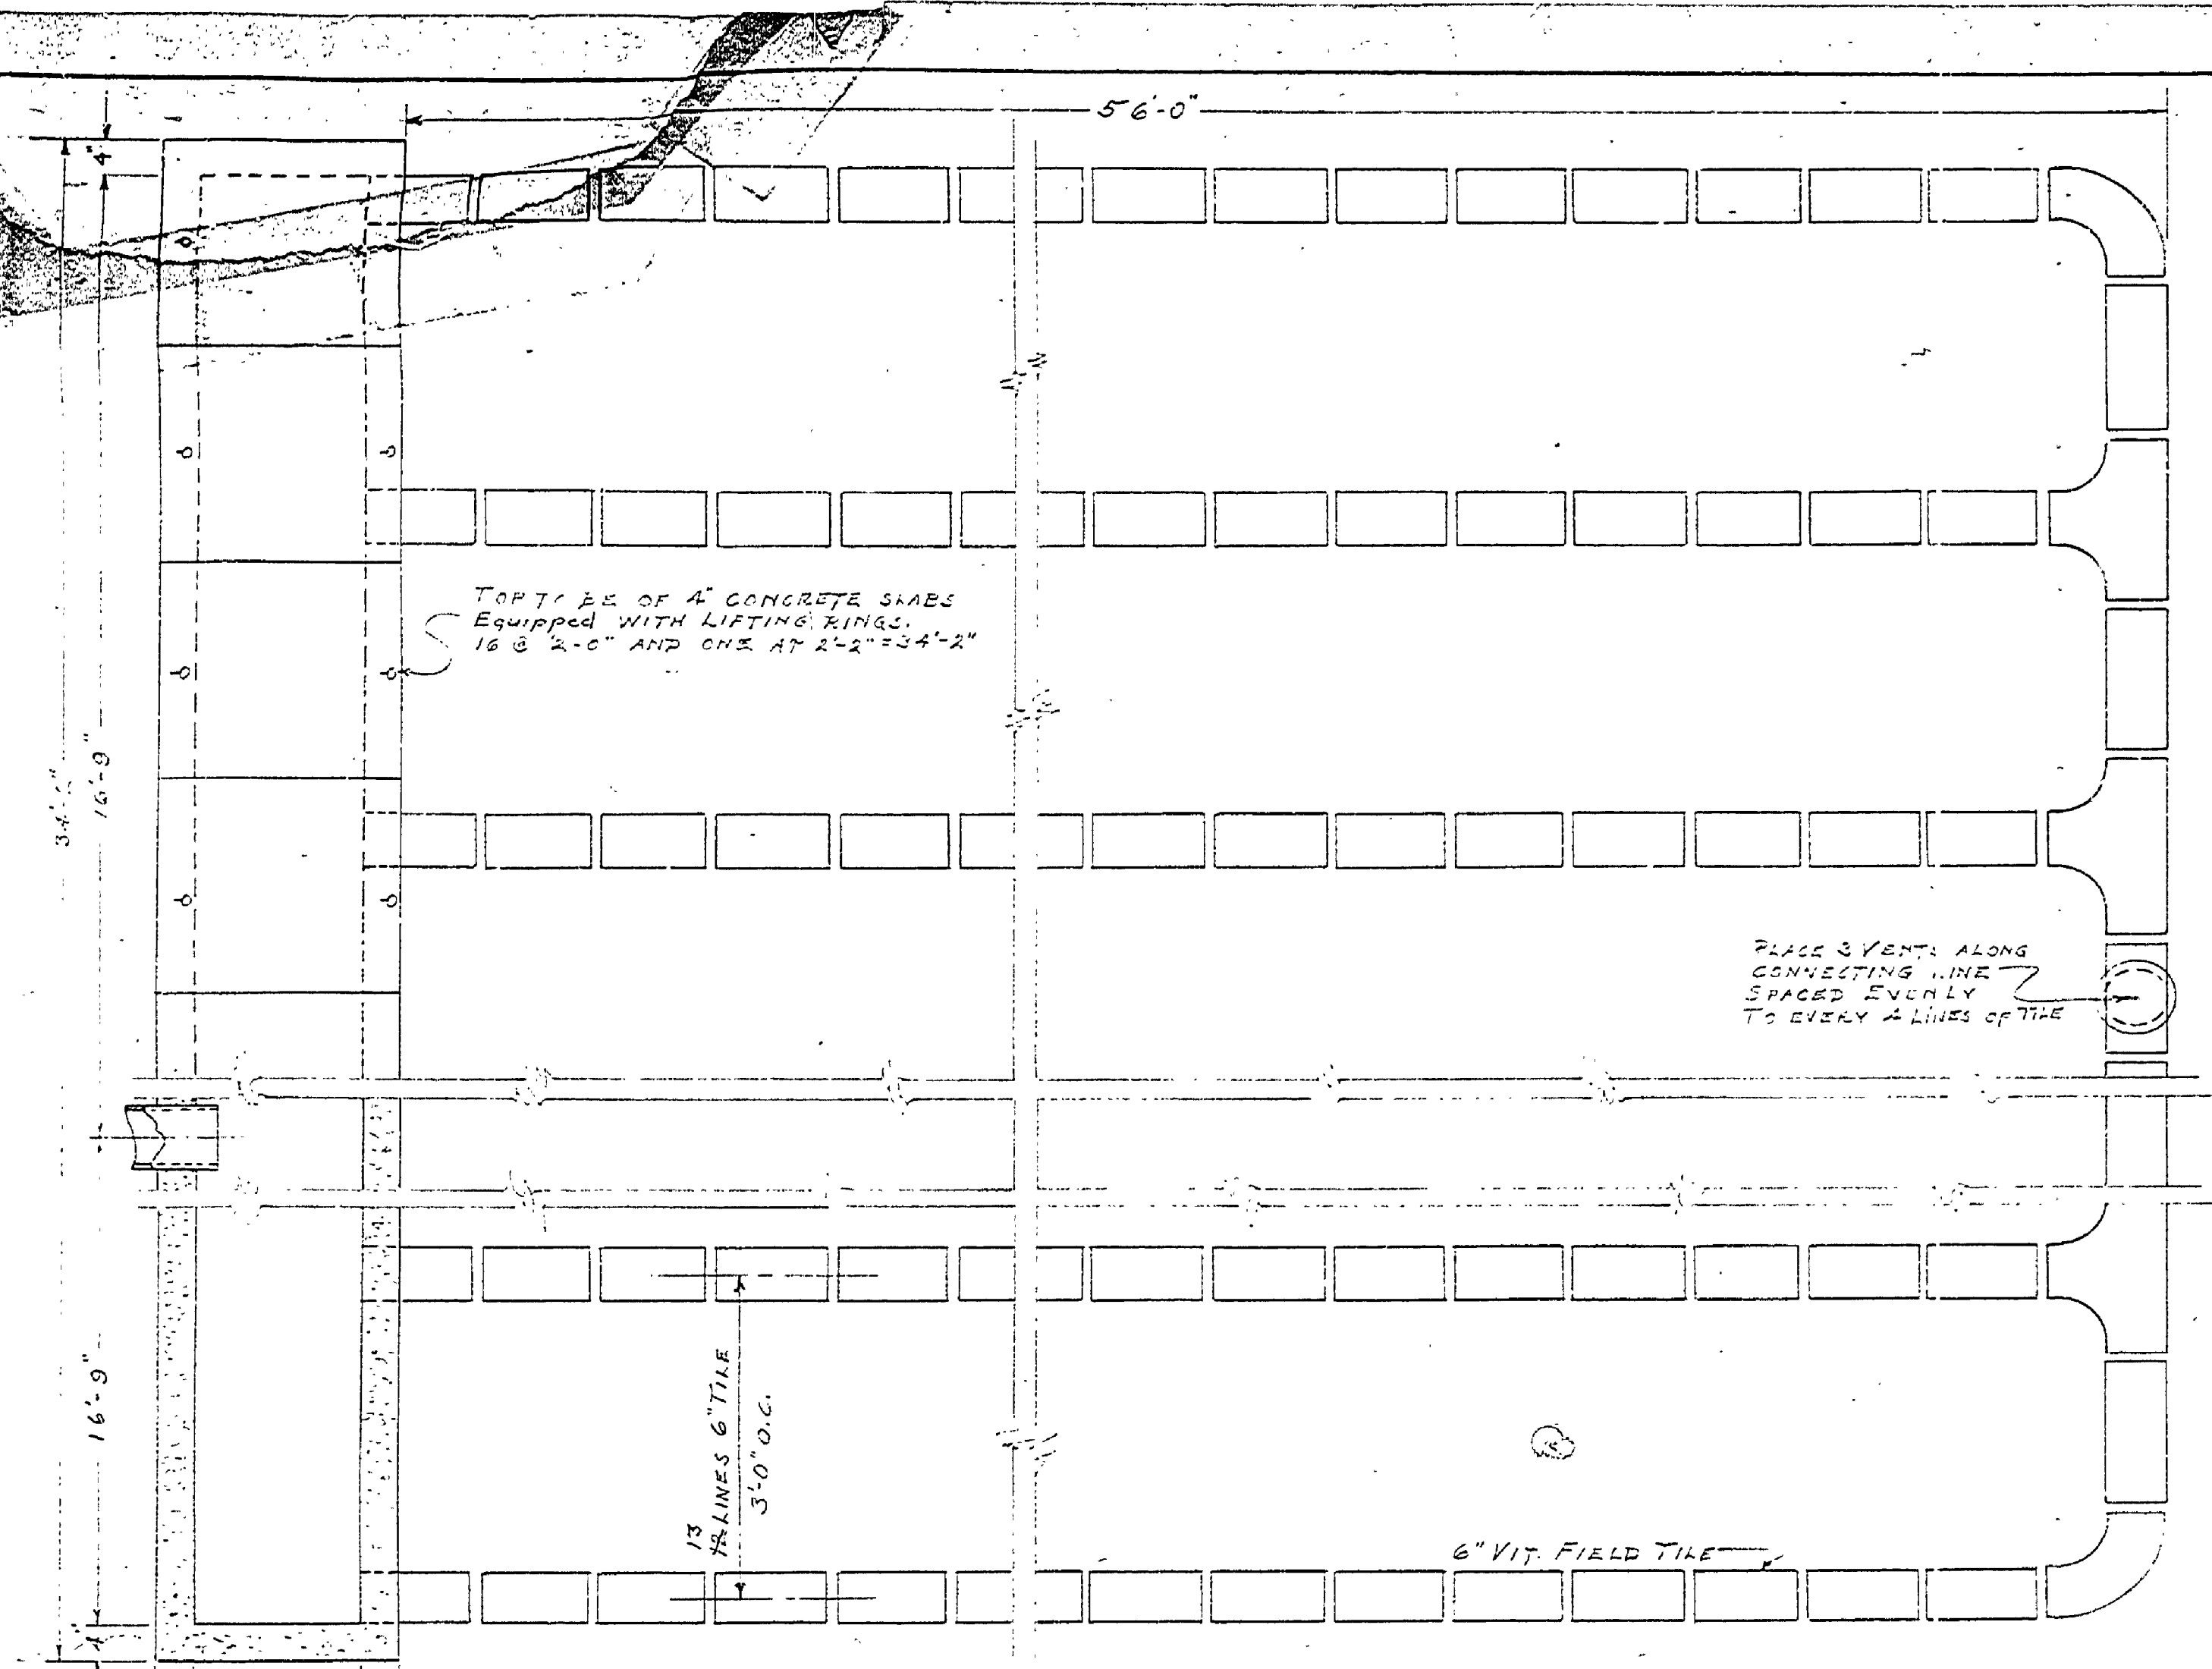 56'-0"
4"
TOP TO BE OF 4" CONCRETE SLABS
Equipped WITH LIFTING RINGS.
16 @ 2'-0" AND ONE AT 2'-2" = 34'-2"
34'-2"
16'-9"
PLACE 3 VENTS ALONG
CONNECTING LINE
SPACED EVENLY
TO EVERY 4 LINES OF TILE
16'-9"
13
12 LINES 6" TILE
3'-0" O.C.
6" VIT. FIELD TILE
4"